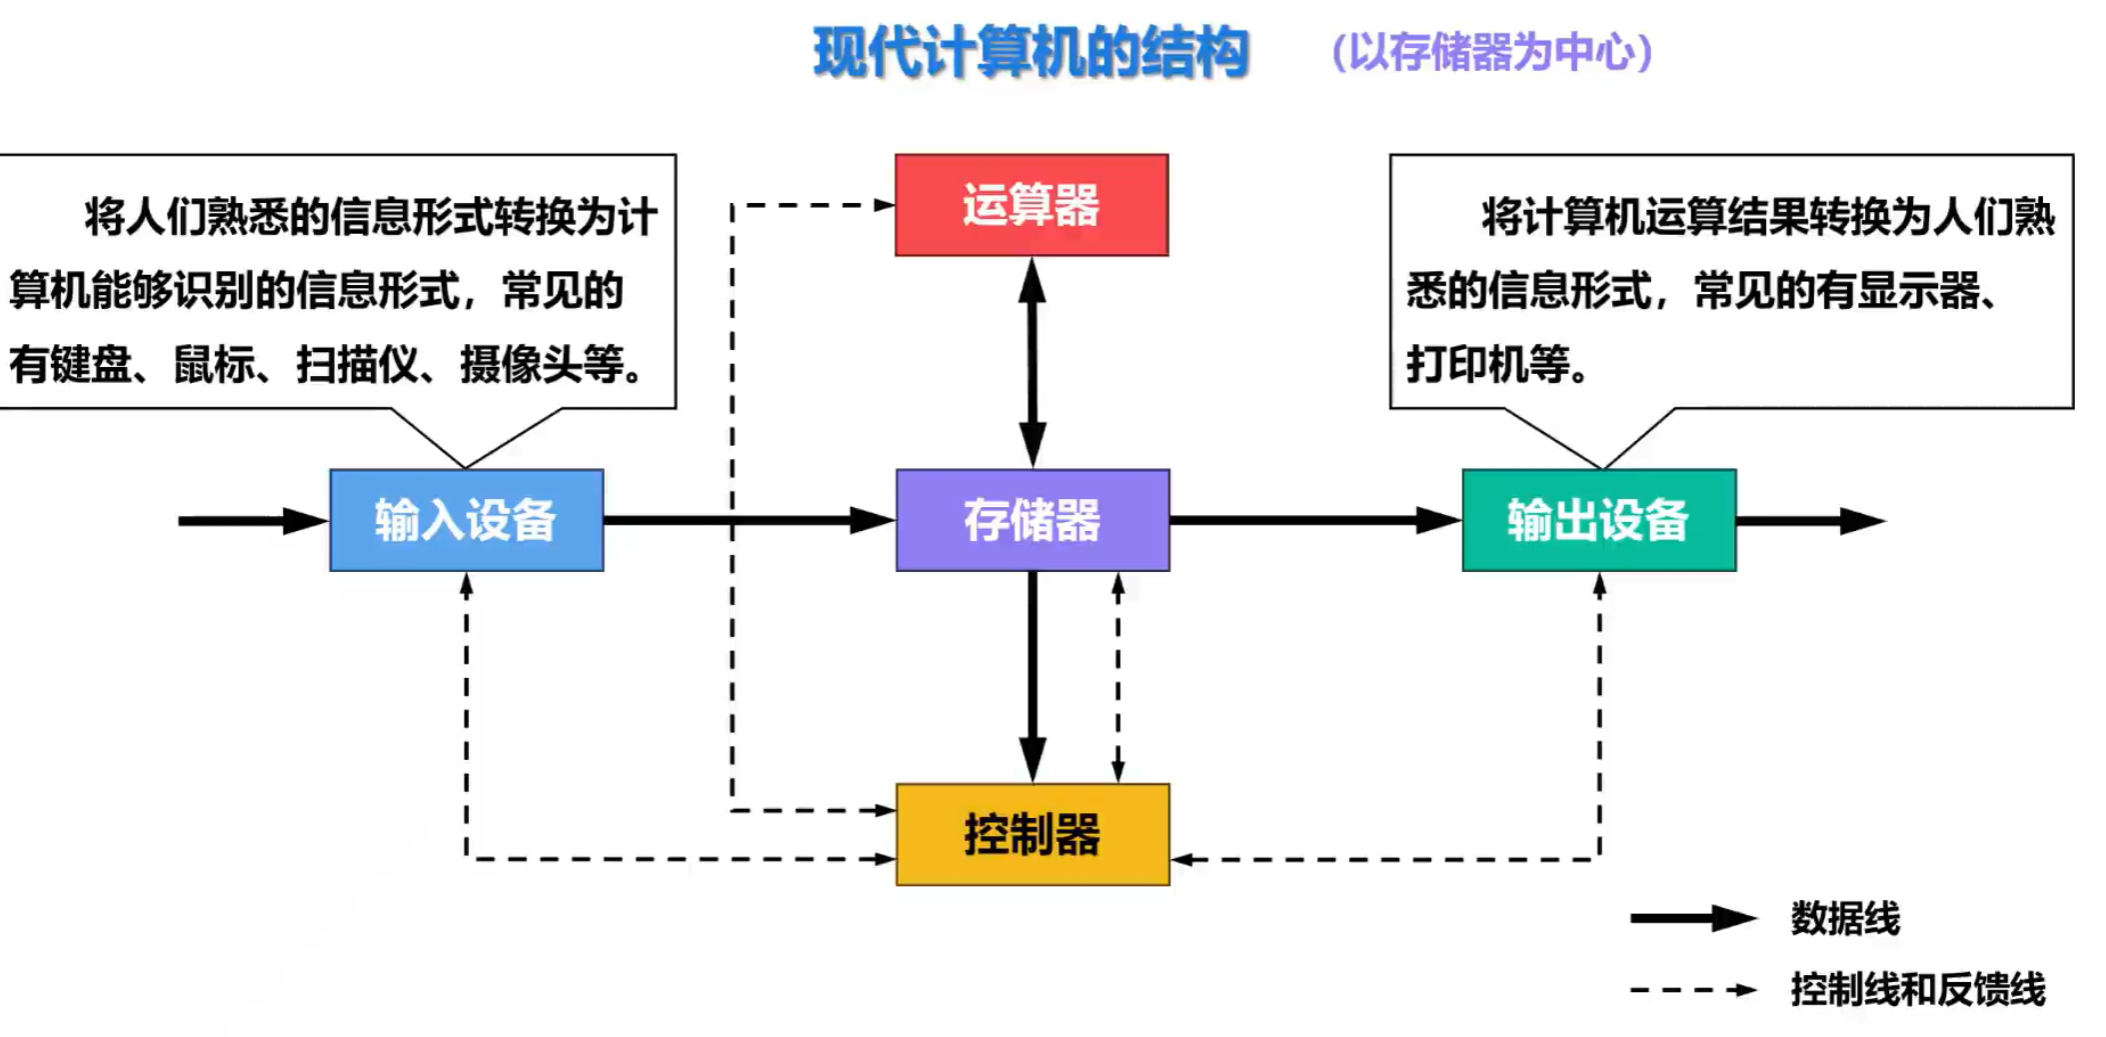 现代计算机的结构 （以存储器为中心）
将人们熟悉的信息形式转换为计
算机能够识别的信息形式，常见的
有键盘、鼠标、扫描仪、摄像头等。
运算器
将计算机运算结果转换为人们熟
悉的信息形式，常见的有显示器、
打印机等。
输入设备
存储器
输出设备
控制器
数据线
控制线和反馈线